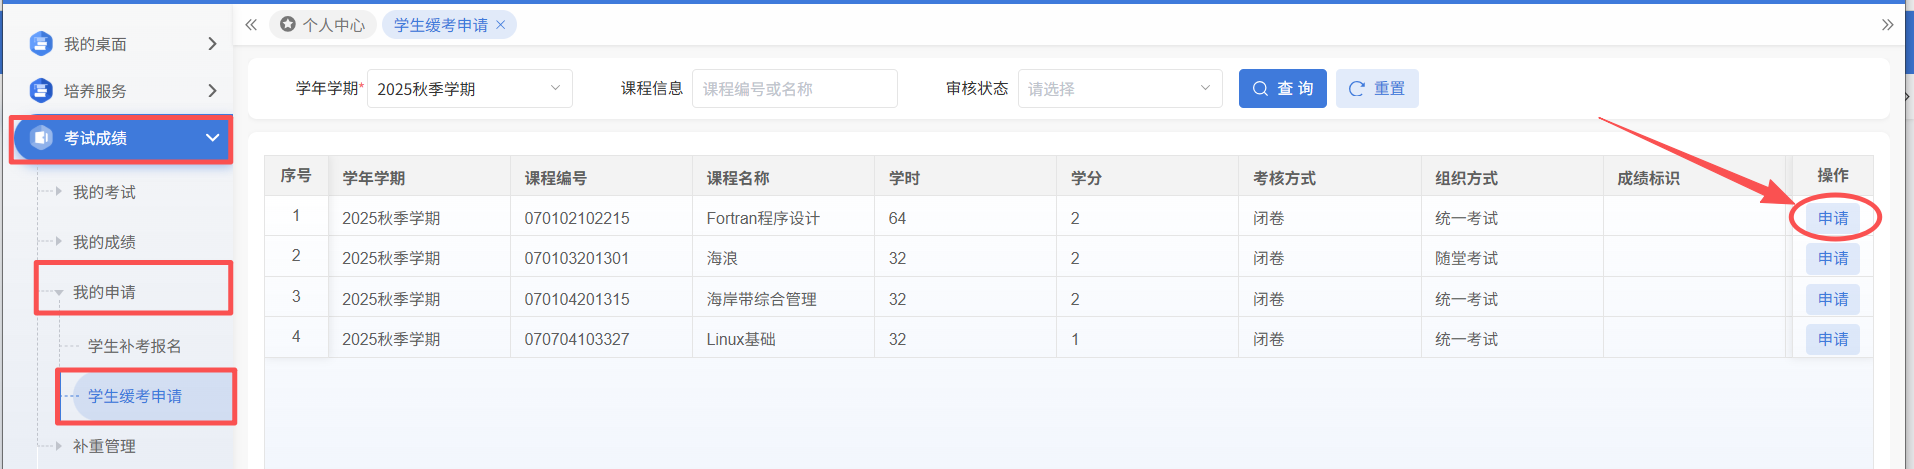 我的桌面
培养服务
考试成绩
我的考试
我的成绩
我的申请
学生补考报名
学生缓考申请
补重管理
个人中心 学生缓考申请
学年学期* 2025秋季学期 课程信息 课程编号或名称 审核状态 请选择 查询 重置
序号 学年学期 课程编号 课程名称 学时 学分 考核方式 组织方式 成绩标识 操作
1 2025秋季学期 070102102215 Fortran程序设计 64 2 闭卷 统一考试 申请
2 2025秋季学期 070103201301 海浪 32 2 闭卷 随堂考试 申请
3 2025秋季学期 070104201315 海岸带综合管理 32 2 闭卷 统一考试 申请
4 2025秋季学期 070704103327 Linux基础 32 1 闭卷 统一考试 申请